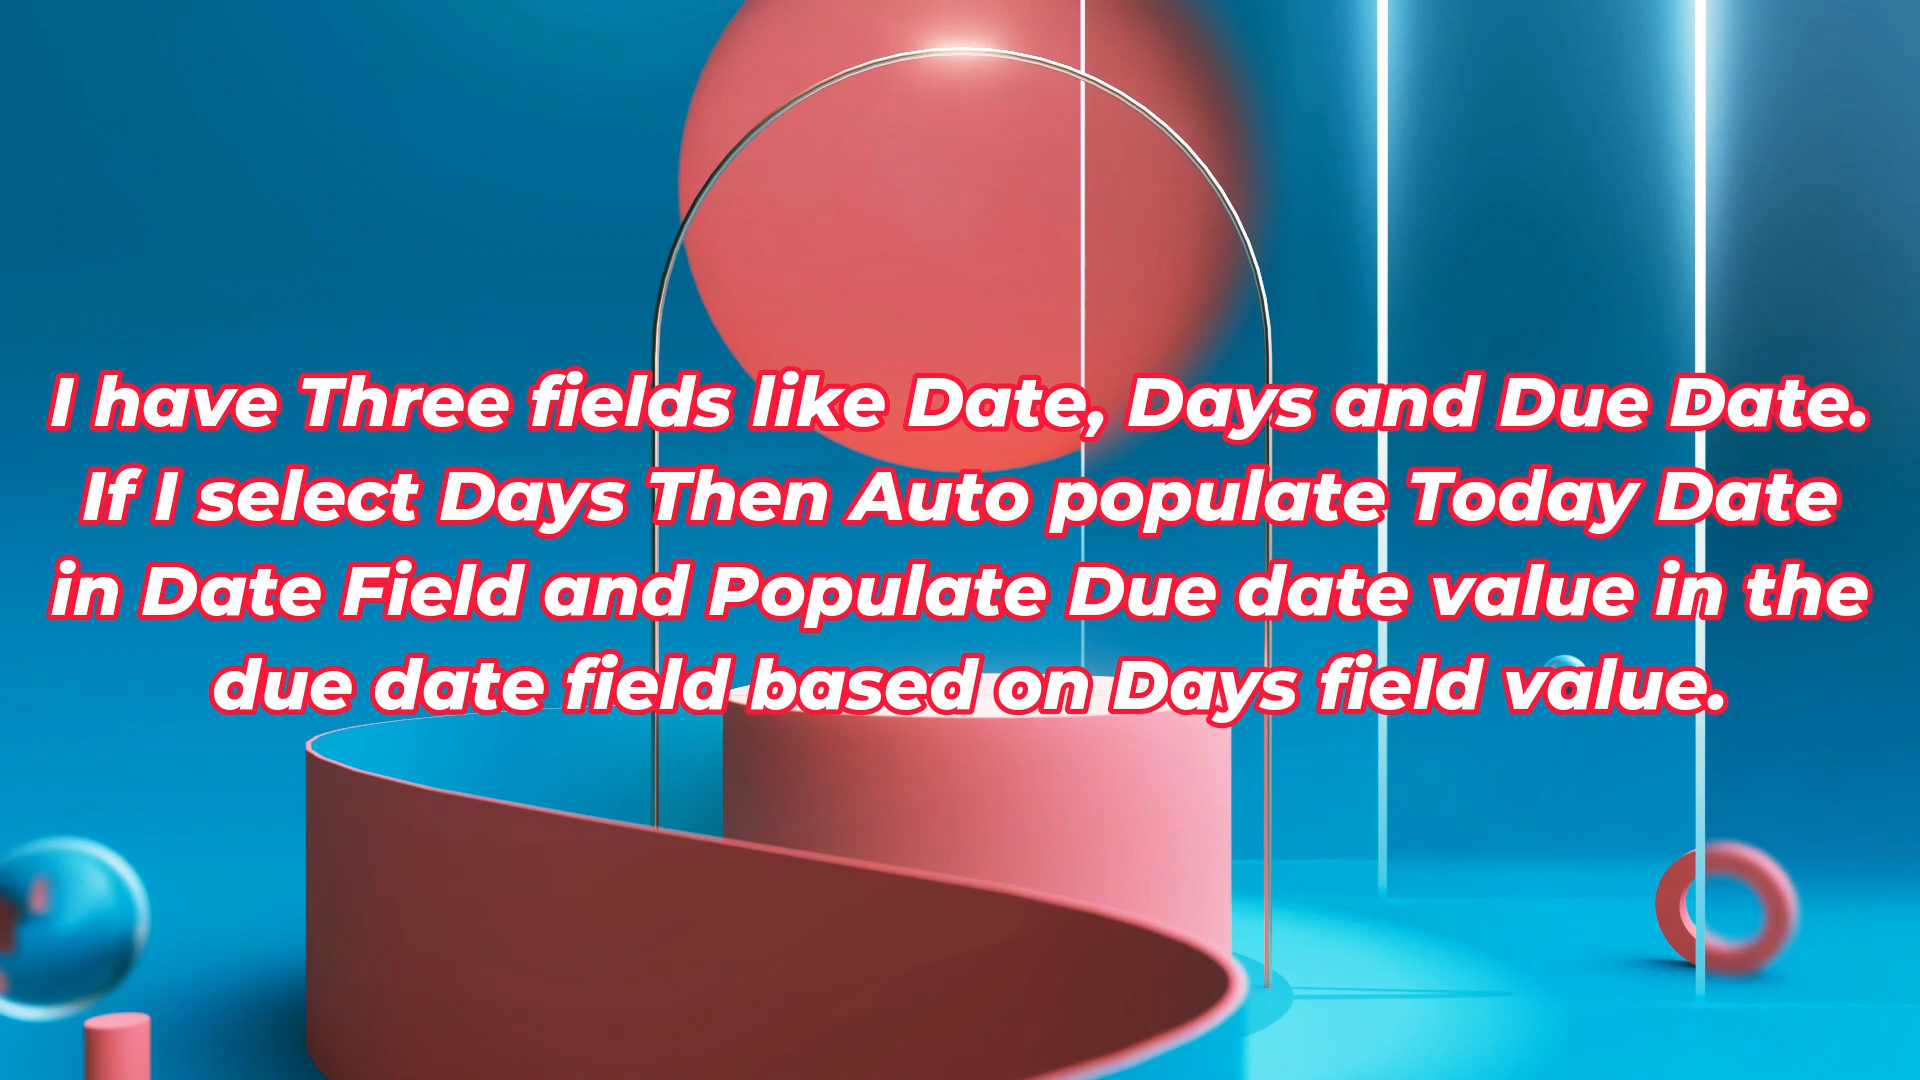 I have Three fields like Date, Days and Due Date.
If I select Days Then Auto populate Today Date
in Date Field and Populate Due date value in the
due date field based on Days field value.